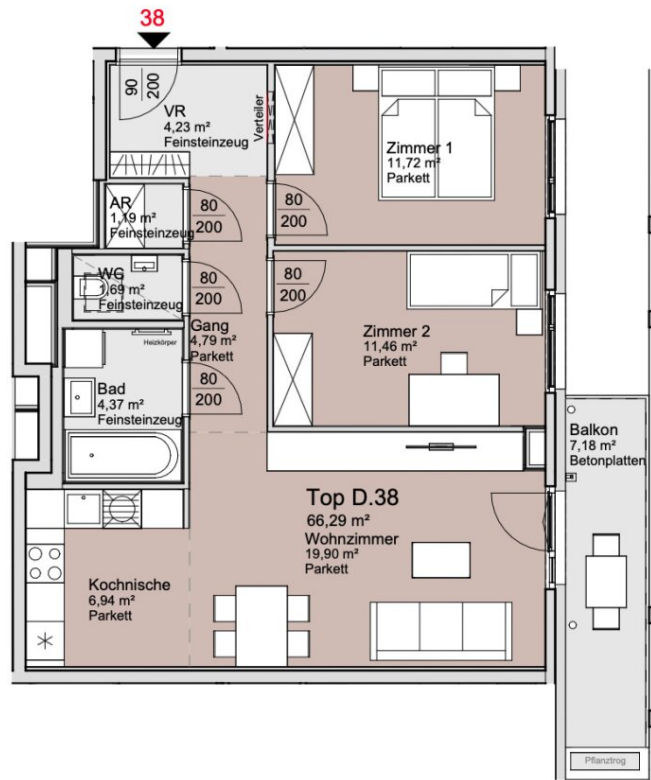 38
90
200
VR
4,23 m²
Feinsteinzeug
Verteiler
Zimmer 1
11,72 m²
Parkett
AR
1,19 m²
Feinsteinzeug
80
200
80
200
WC
1,69 m²
Feinsteinzeug
80
200
80
200
Gang
4,79 m²
Parkett
Zimmer 2
11,46 m²
Parkett
Heizkörper
Bad
4,37 m²
Feinsteinzeug
80
200
Balkon
7,18 m²
Betonplatten
Top D.38
66,29 m²
Wohnzimmer
19,90 m²
Parkett
Kochnische
6,94 m²
Parkett
Pflanztrog